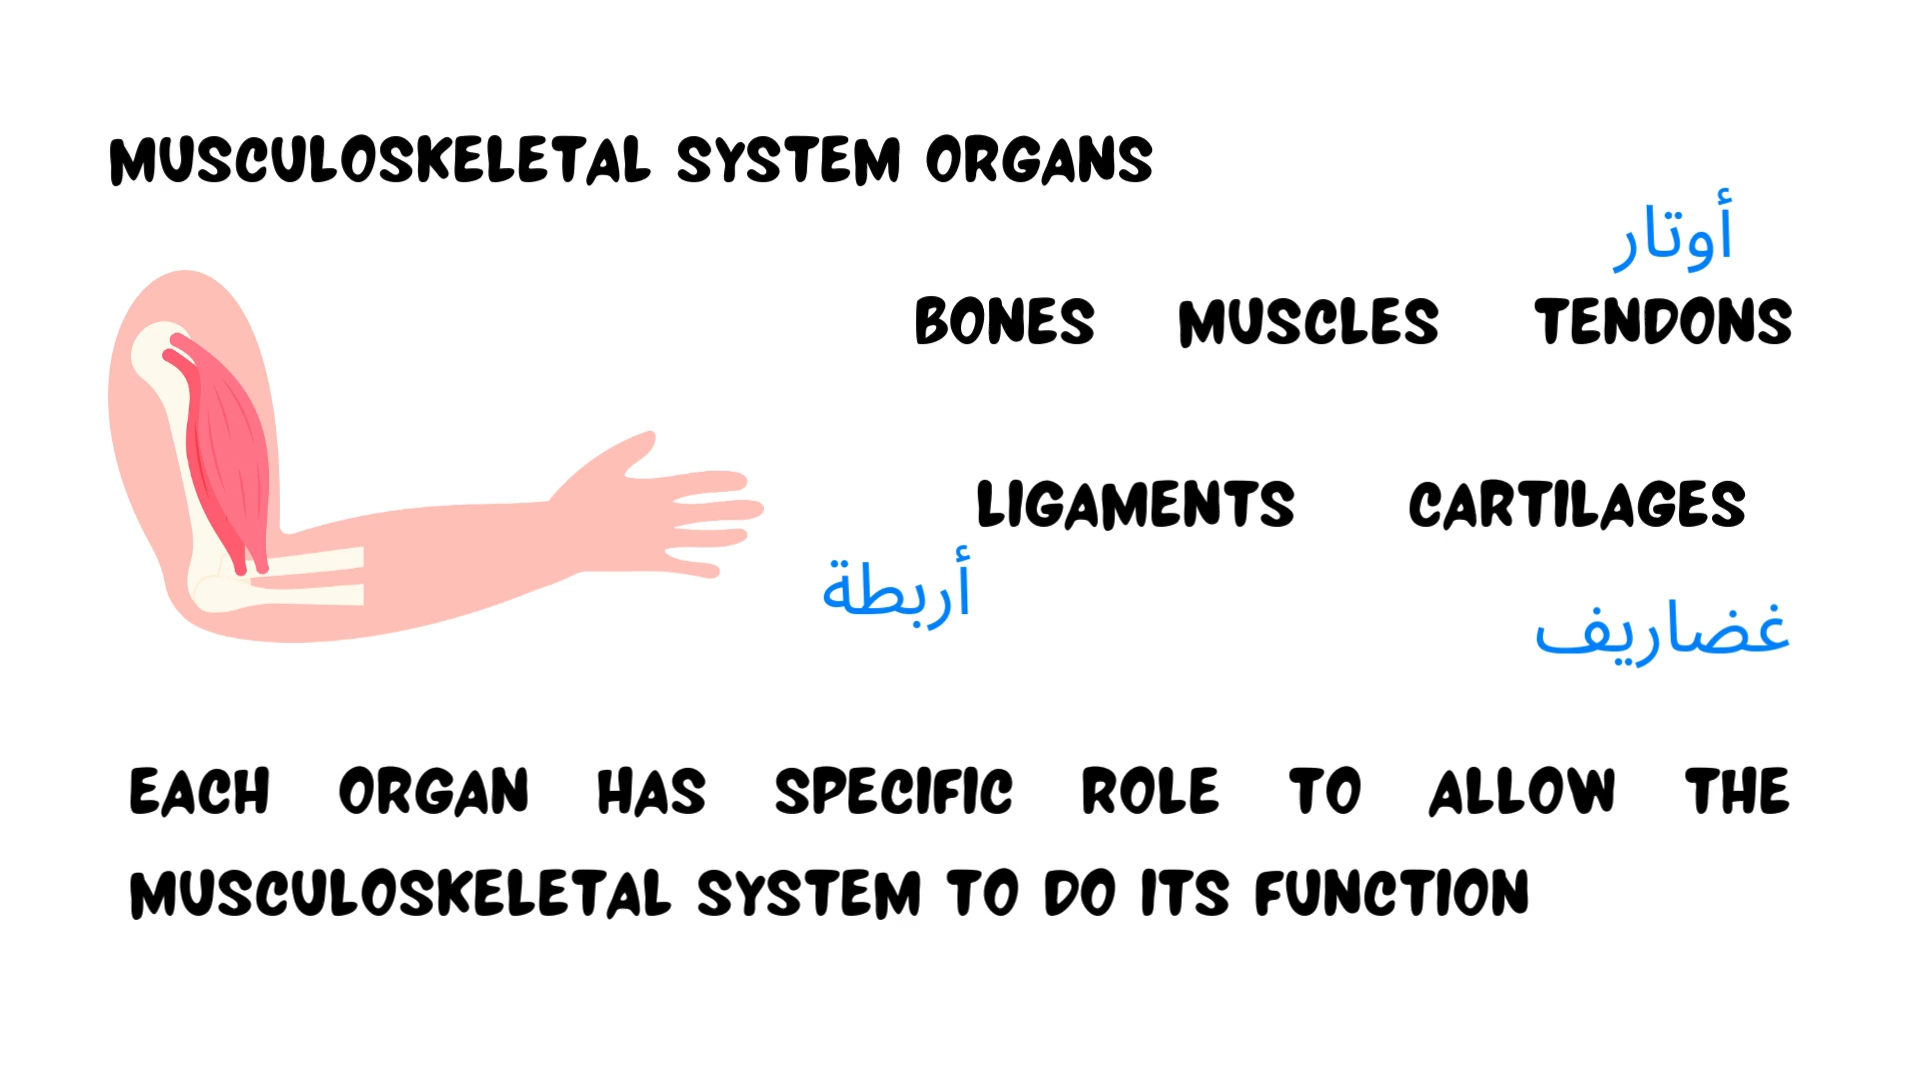 MUSCULOSKELETAL SYSTEM ORGANS
أوتار
BONES MUSCLES TENDONS
LIGAMENTS CARTILAGES
أربطة
غضاريف
EACH ORGAN HAS SPECIFIC ROLE TO ALLOW THE
MUSCULOSKELETAL SYSTEM TO DO ITS FUNCTION